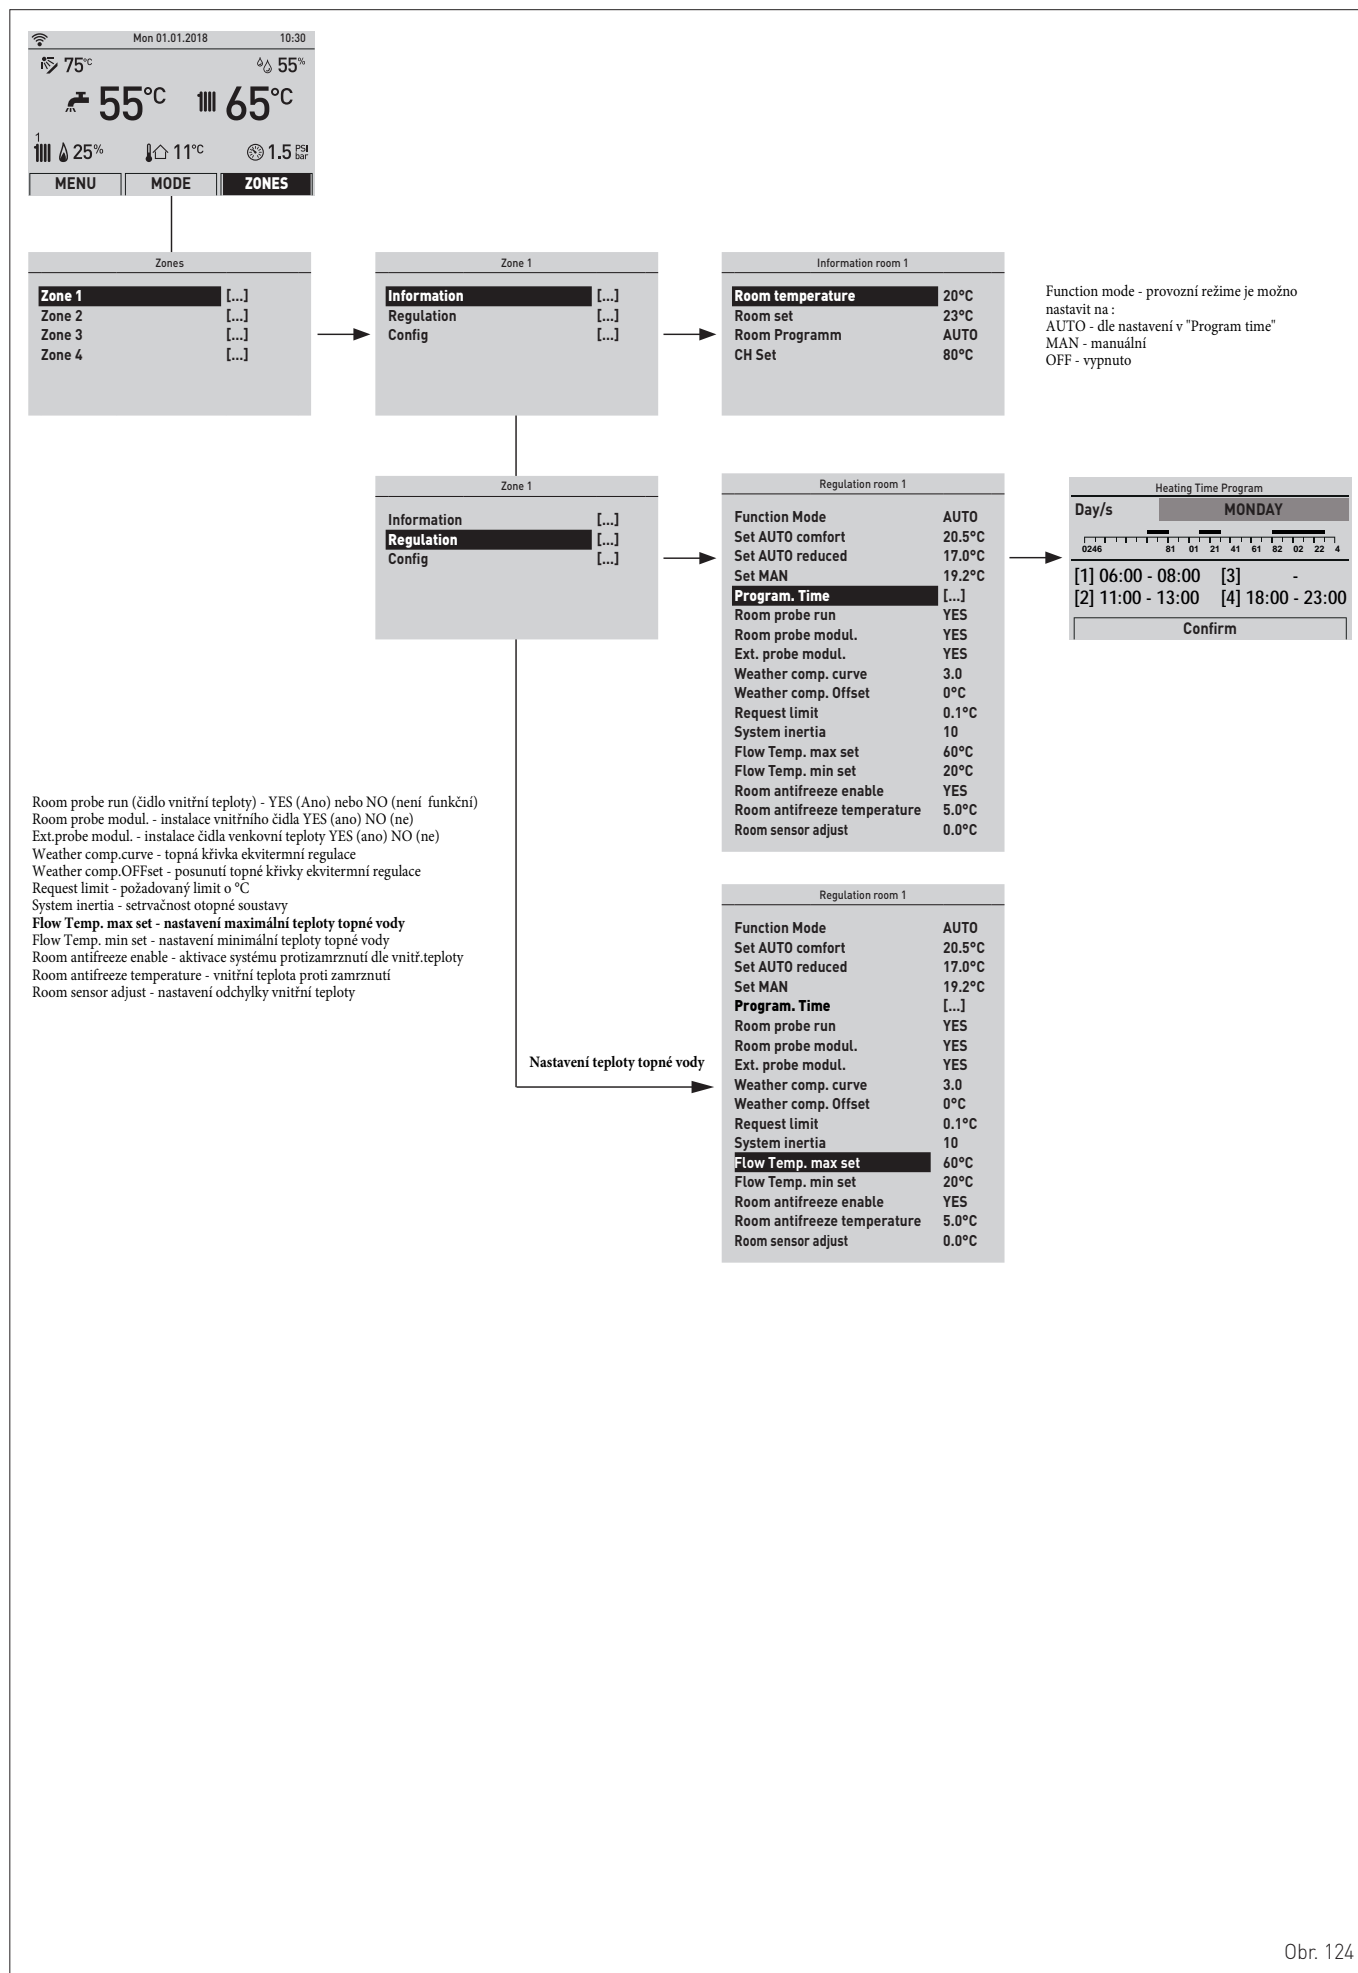 Mon 01.01.2018 10:30
75°C 55%
55°C 65°C
1
25% 11°C 1.5 PSI bar
MENU MODE ZONES
Zones
Zone 1 [...]
Zone 2 [...]
Zone 3 [...]
Zone 4 [...]
Zone 1
Information [...]
Regulation [...]
Config [...]
Information room 1
Room temperature 20°C
Room set 23°C
Room Programm AUTO
CH Set 80°C
Function mode - provozní režime je možno
nastavit na :
AUTO - dle nastavení v "Program time"
MAN - manuální
OFF - vypnuto
Zone 1
Information [...]
Regulation [...]
Config [...]
Regulation room 1
Function Mode AUTO
Set AUTO comfort 20.5°C
Set AUTO reduced 17.0°C
Set MAN 19.2°C
Program. Time [...]
Room probe run YES
Room probe modul. YES
Ext. probe modul. YES
Weather comp. curve 3.0
Weather comp. Offset 0°C
Request limit 0.1°C
System inertia 10
Flow Temp. max set 60°C
Flow Temp. min set 20°C
Room antifreeze enable YES
Room antifreeze temperature 5.0°C
Room sensor adjust 0.0°C
Heating Time Program
Day/s MONDAY
0246 81 01 21 41 61 82 02 22 4
[1] 06:00 - 08:00 [3] -
[2] 11:00 - 13:00 [4] 18:00 - 23:00
Confirm
Room probe run (čidlo vnitřní teploty) - YES (Ano) nebo NO (není funkční)
Room probe modul. - instalace vnitřního čidla YES (ano) NO (ne)
Ext.probe modul. - instalace čidla venkovní teploty YES (ano) NO (ne)
Weather comp.curve - topná křivka ekvitermní regulace
Weather comp.OFFset - posunutí topné křivky ekvitermní regulace
Request limit - požadovaný limit o °C
System inertia - setrvačnost otopné soustavy
Flow Temp. max set - nastavení maximální teploty topné vody
Flow Temp. min set - nastavení minimální teploty topné vody
Room antifreeze enable - aktivace systému protizamrznutí dle vnitř.teploty
Room antifreeze temperature - vnitřní teplota proti zamrznutí
Room sensor adjust - nastavení odchylky vnitřní teploty
Nastavení teploty topné vody
Regulation room 1
Function Mode AUTO
Set AUTO comfort 20.5°C
Set AUTO reduced 17.0°C
Set MAN 19.2°C
Program. Time [...]
Room probe run YES
Room probe modul. YES
Ext. probe modul. YES
Weather comp. curve 3.0
Weather comp. Offset 0°C
Request limit 0.1°C
System inertia 10
Flow Temp. max set 60°C
Flow Temp. min set 20°C
Room antifreeze enable YES
Room antifreeze temperature 5.0°C
Room sensor adjust 0.0°C
Obr. 124